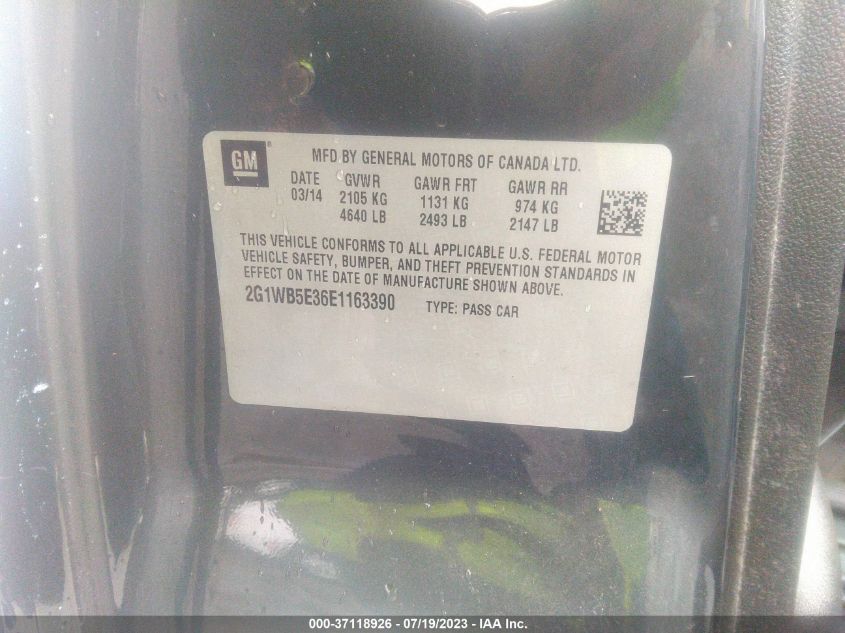 GM ®
MFD BY GENERAL MOTORS OF CANADA LTD.
DATE GVWR GAWR FRT GAWR RR
03/14 2105 KG 1131 KG 974 KG
4640 LB 2493 LB 2147 LB
THIS VEHICLE CONFORMS TO ALL APPLICABLE U.S. FEDERAL MOTOR
VEHICLE SAFETY, BUMPER, AND THEFT PREVENTION STANDARDS IN
EFFECT ON THE DATE OF MANUFACTURE SHOWN ABOVE.
2G1WB5E36E1163390 TYPE: PASS CAR
000-37118926 - 07/19/2023 - IAA Inc.